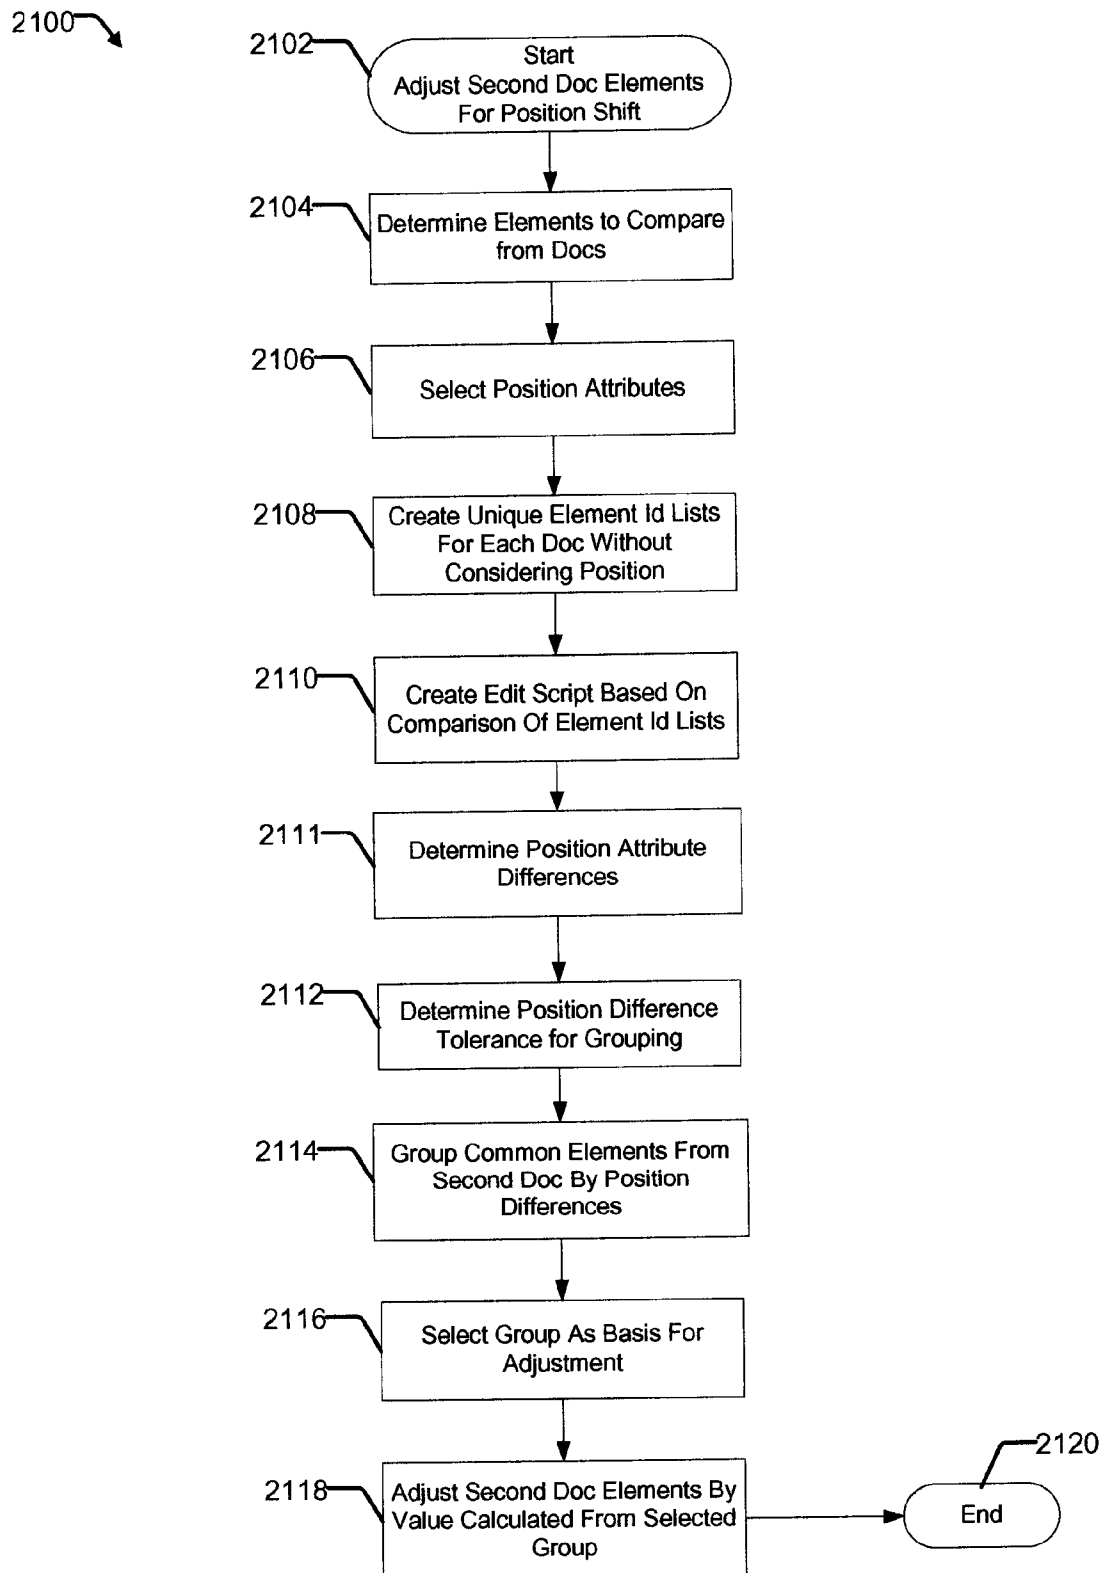 2100
2102
Start
Adjust Second Doc Elements
For Position Shift
2104
Determine Elements to Compare
from Docs
2106
Select Position Attributes
2108
Create Unique Element Id Lists
For Each Doc Without
Considering Position
2110
Create Edit Script Based On
Comparison Of Element Id Lists
2111
Determine Position Attribute
Differences
2112
Determine Position Difference
Tolerance for Grouping
2114
Group Common Elements From
Second Doc By Position
Differences
2116
Select Group As Basis For
Adjustment
2118
Adjust Second Doc Elements By
Value Calculated From Selected
Group
2120
End